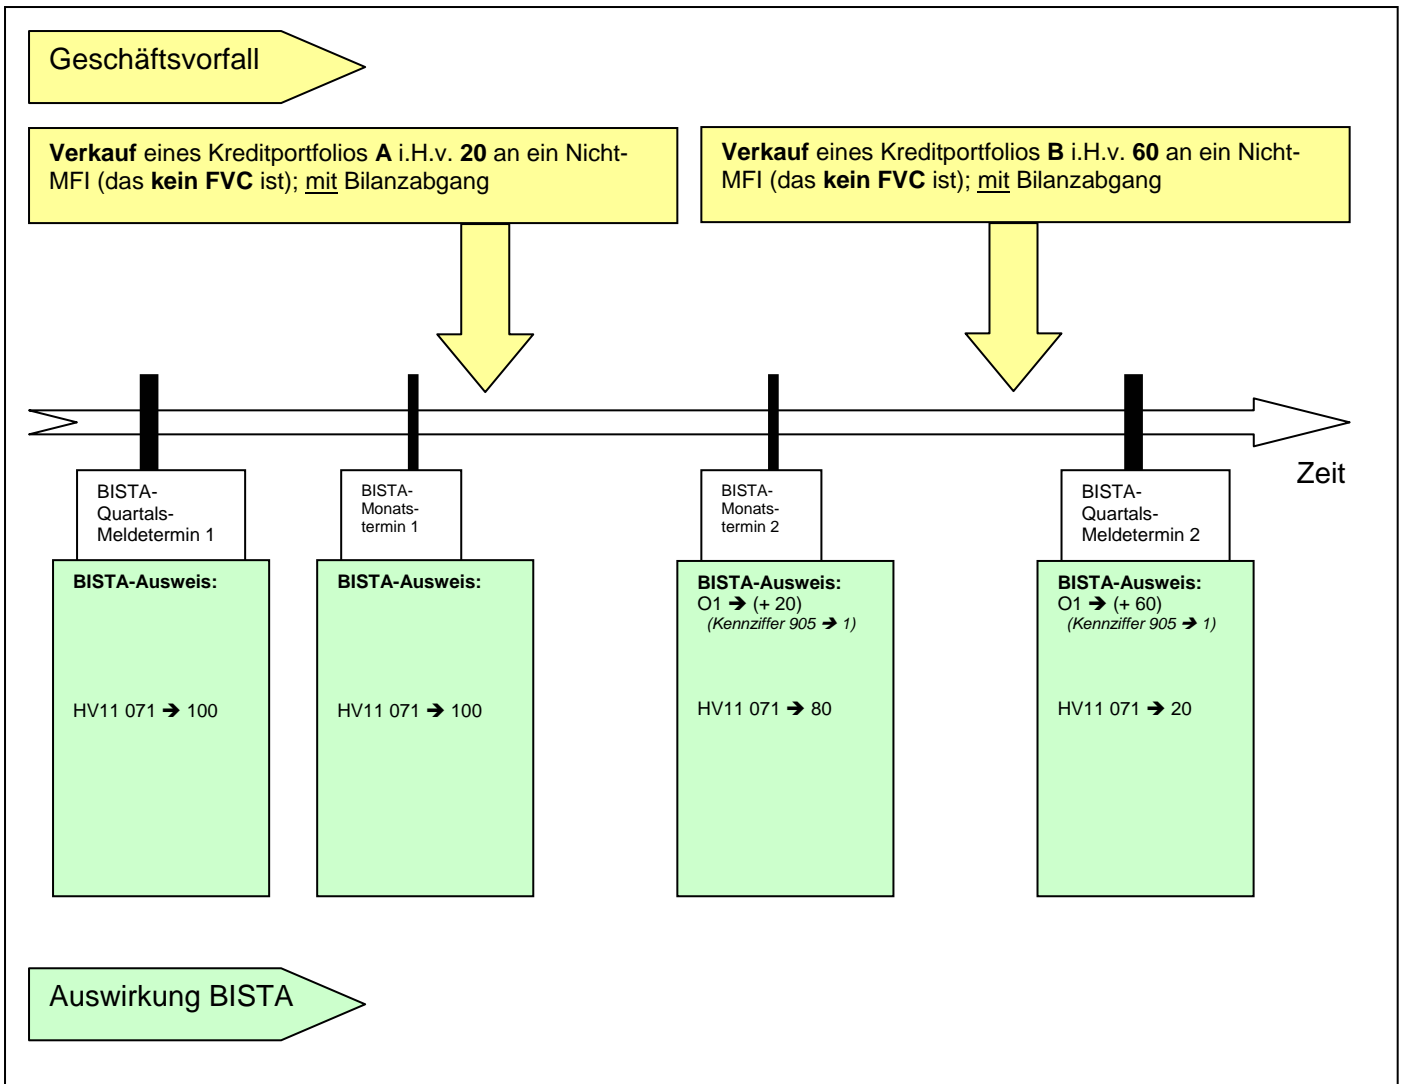 Geschäftsvorfall
Verkauf eines Kreditportfolios A i.H.v. 20 an ein Nicht-
MFI (das kein FVC ist); mit Bilanzabgang
Verkauf eines Kreditportfolios B i.H.v. 60 an ein Nicht-
MFI (das kein FVC ist); mit Bilanzabgang
Zeit
BISTA-
Quartals-
Meldetermin 1
BISTA-
Monats-
termin 1
BISTA-
Monats-
termin 2
BISTA-
Quartals-
Meldetermin 2
BISTA-Ausweis:
HV11 071 ➔ 100
BISTA-Ausweis:
HV11 071 ➔ 100
BISTA-Ausweis:
O1 ➔ (+ 20)
(Kennziffer 905 ➔ 1)
HV11 071 ➔ 80
BISTA-Ausweis:
O1 ➔ (+ 60)
(Kennziffer 905 ➔ 1)
HV11 071 ➔ 20
Auswirkung BISTA